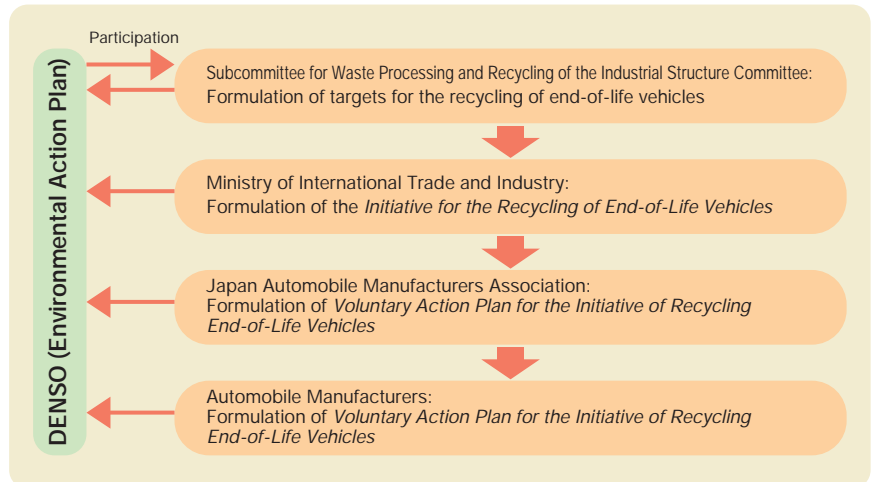 Participation
DENSO (Environmental Action Plan)
Subcommittee for Waste Processing and Recycling of the Industrial Structure Committee:
Formulation of targets for the recycling of end-of-life vehicles
Ministry of International Trade and Industry:
Formulation of the Initiative for the Recycling of End-of-Life Vehicles
Japan Automobile Manufacturers Association:
Formulation of Voluntary Action Plan for the Initiative of Recycling
End-of-Life Vehicles
Automobile Manufacturers:
Formulation of Voluntary Action Plan for the Initiative of Recycling
End-of-Life Vehicles